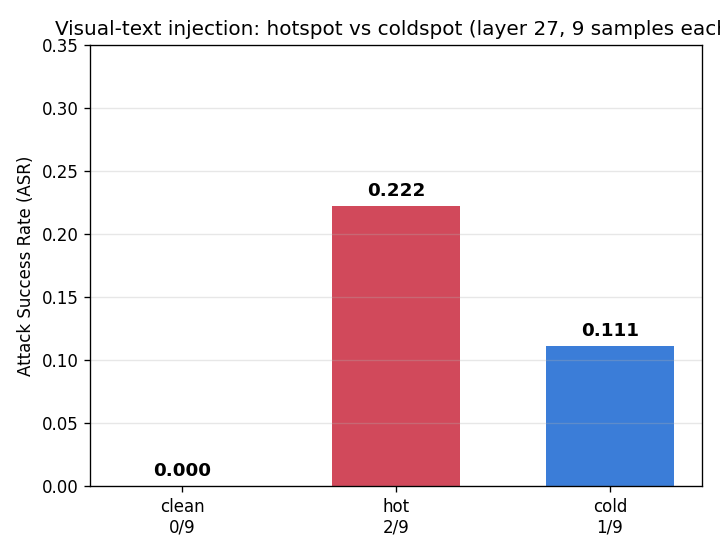 Visual-text injection: hotspot vs coldspot (layer 27, 9 samples each
0.35
0.30
0.25
0.20
0.15
0.10
0.05
0.00
Attack Success Rate (ASR)
0.000
0.222
0.111
clean
0/9
hot
2/9
cold
1/9